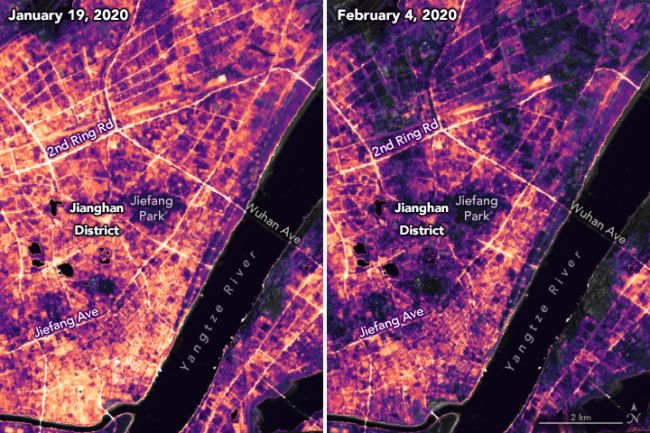 January 19, 2020
2nd Ring Rd
Jiefang
Park
Jianghan
District
Wuhan Ave
Jiefang Ave
Yangtze River
February 4, 2020
2nd Ring Rd
Jiefang
Park
Jianghan
District
Wuhan Ave
Jiefang Ave
Yangtze River
2 km
N